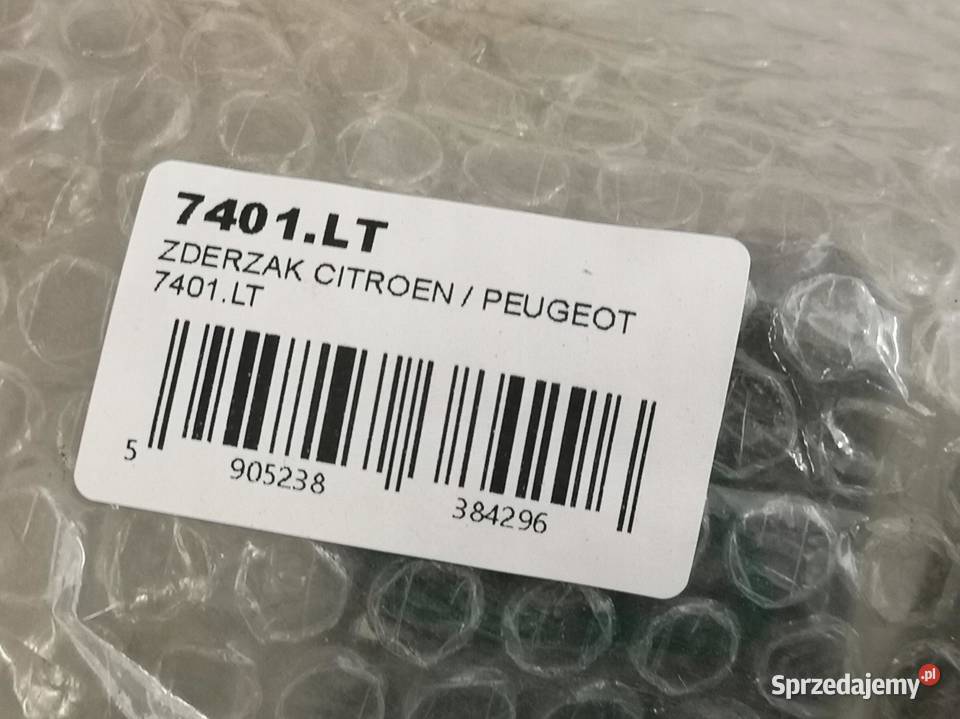 7401.LT
ZDERZAK CITROEN / PEUGEOT
7401.LT
5 905238 384296
Sprzedajemy.pl